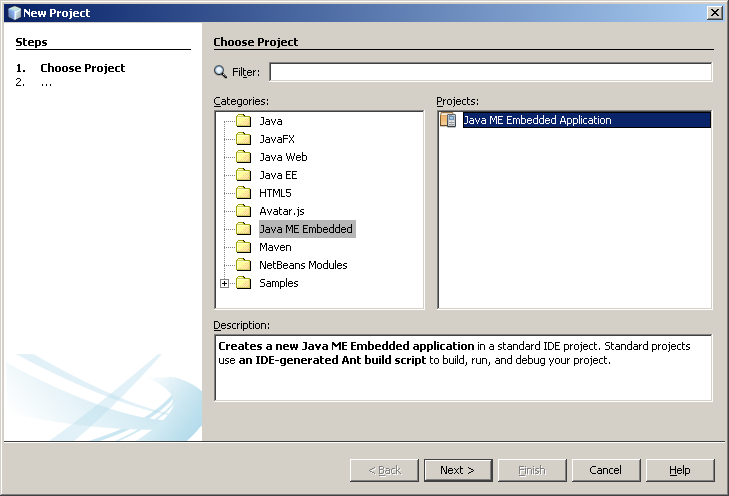 New Project
Steps
1. Choose Project
2. ...
Choose Project
Filter:
Categories:
Java
JavaFX
Java Web
Java EE
HTML5
Avatar.js
Java ME Embedded
Maven
NetBeans Modules
Samples
Projects:
Java ME Embedded Application
Description:
Creates a new Java ME Embedded application in a standard IDE project. Standard projects
use an IDE-generated Ant build script to build, run, and debug your project.
< Back
Next >
Finish
Cancel
Help